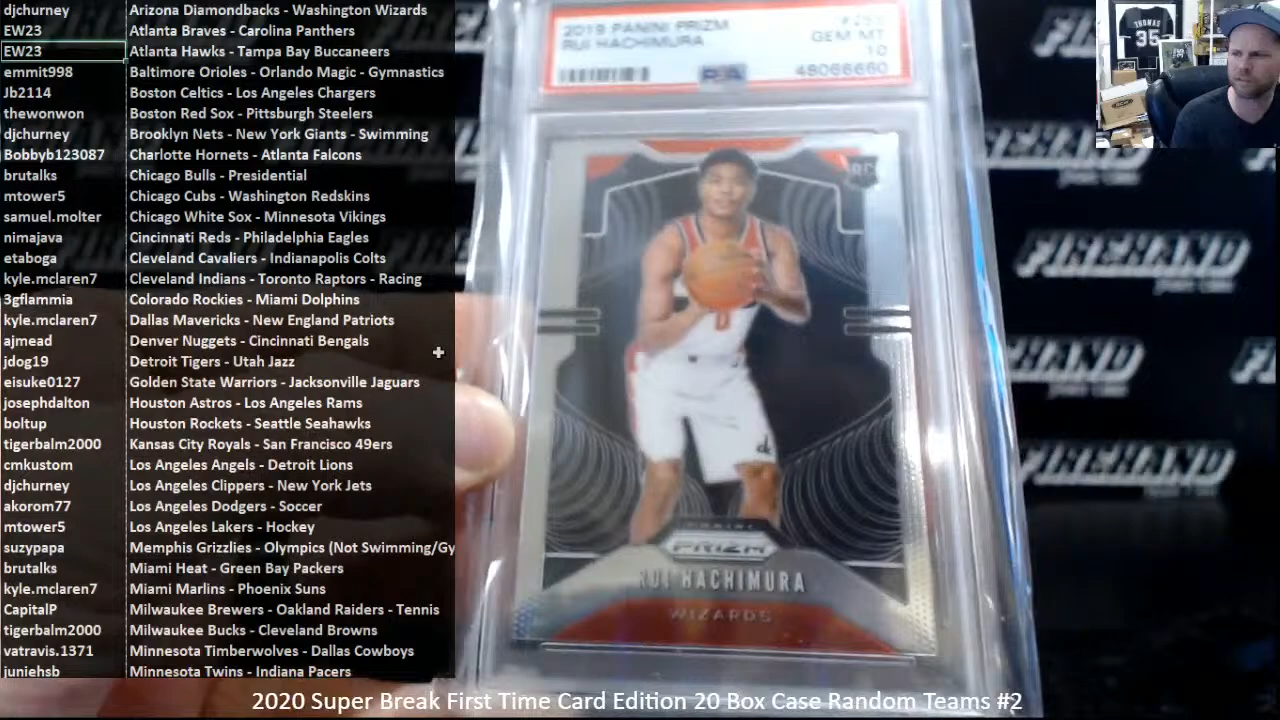 djchurney Arizona Diamondbacks - Washington Wizards
EW23 Atlanta Braves - Carolina Panthers
EW23 Atlanta Hawks - Tampa Bay Buccaneers
emmit998 Baltimore Orioles - Orlando Magic - Gymnastics
Jb2114 Boston Celtics - Los Angeles Chargers
thewonwon Boston Red Sox - Pittsburgh Steelers
djchurney Brooklyn Nets - New York Giants - Swimming
Bobbyb123087 Charlotte Hornets - Atlanta Falcons
brutalks Chicago Bulls - Presidential
mtower5 Chicago Cubs - Washington Redskins
samuel.molter Chicago White Sox - Minnesota Vikings
nimajava Cincinnati Reds - Philadelphia Eagles
etaboga Cleveland Cavaliers - Indianapolis Colts
kyle.mclaren7 Cleveland Indians - Toronto Raptors - Racing
3gflammia Colorado Rockies - Miami Dolphins
kyle.mclaren7 Dallas Mavericks - New England Patriots
ajmead Denver Nuggets - Cincinnati Bengals
jdog19 Detroit Tigers - Utah Jazz
eisuke0127 Golden State Warriors - Jacksonville Jaguars
josephdalton Houston Astros - Los Angeles Rams
boltup Houston Rockets - Seattle Seahawks
tigerbalm2000 Kansas City Royals - San Francisco 49ers
cmkustom Los Angeles Angels - Detroit Lions
djchurney Los Angeles Clippers - New York Jets
akorom77 Los Angeles Dodgers - Soccer
mtower5 Los Angeles Lakers - Hockey
suzypapa Memphis Grizzlies - Olympics (Not Swimming/Gy
brutalks Miami Heat - Green Bay Packers
kyle.mclaren7 Miami Marlins - Phoenix Suns
CapitalP Milwaukee Brewers - Oakland Raiders - Tennis
tigerbalm2000 Milwaukee Bucks - Cleveland Browns
vatravis.1371 Minnesota Timberwolves - Dallas Cowboys
juniehsb Minnesota Twins - Indiana Pacers
2019 PANINI PRIZM
RUI HACHIMURA GEM MT
10
PSA 49066660
RC
PANINI
PRIZM
RUI HACHIMURA
WIZARDS
THOMAS
35
FIREHAND
FIREHAND
FIREHAND
FIREHAND
2020 Super Break First Time Card Edition 20 Box Case Random Teams #2